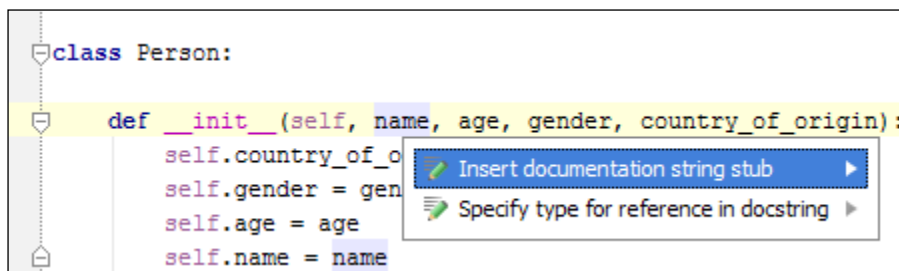 class Person:
def __init__(self, name, age, gender, country_of_origin):
self.country_of_o
Insert documentation string stub
self.gender = gen
Specify type for reference in docstring
self.age = age
self.name = name